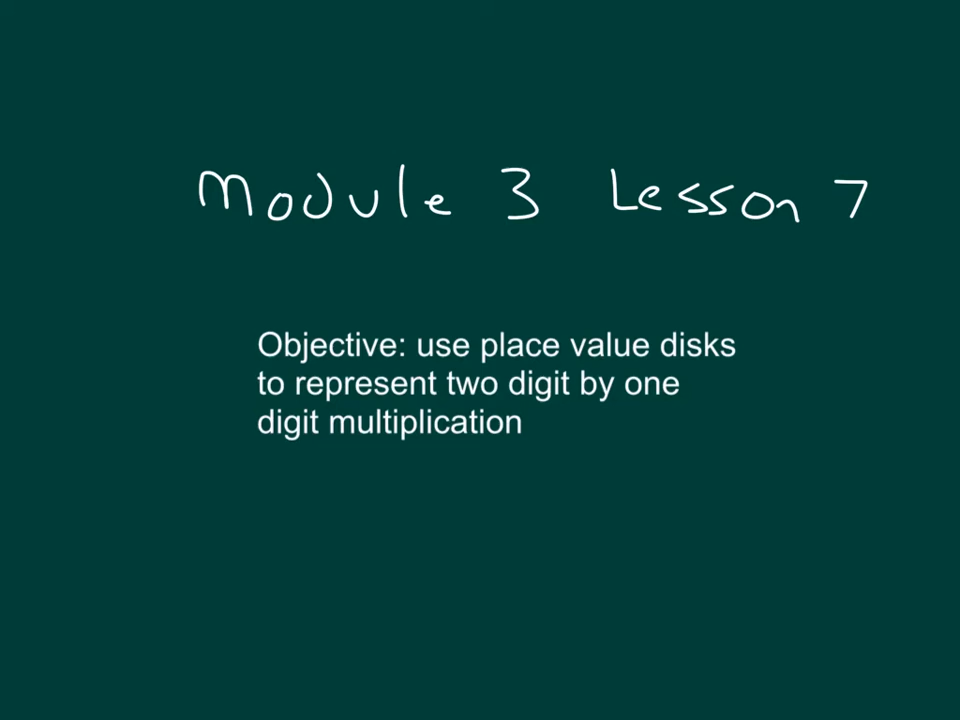 Module 3 Lesson 7
Objective: use place value disks
to represent two digit by one
digit multiplication